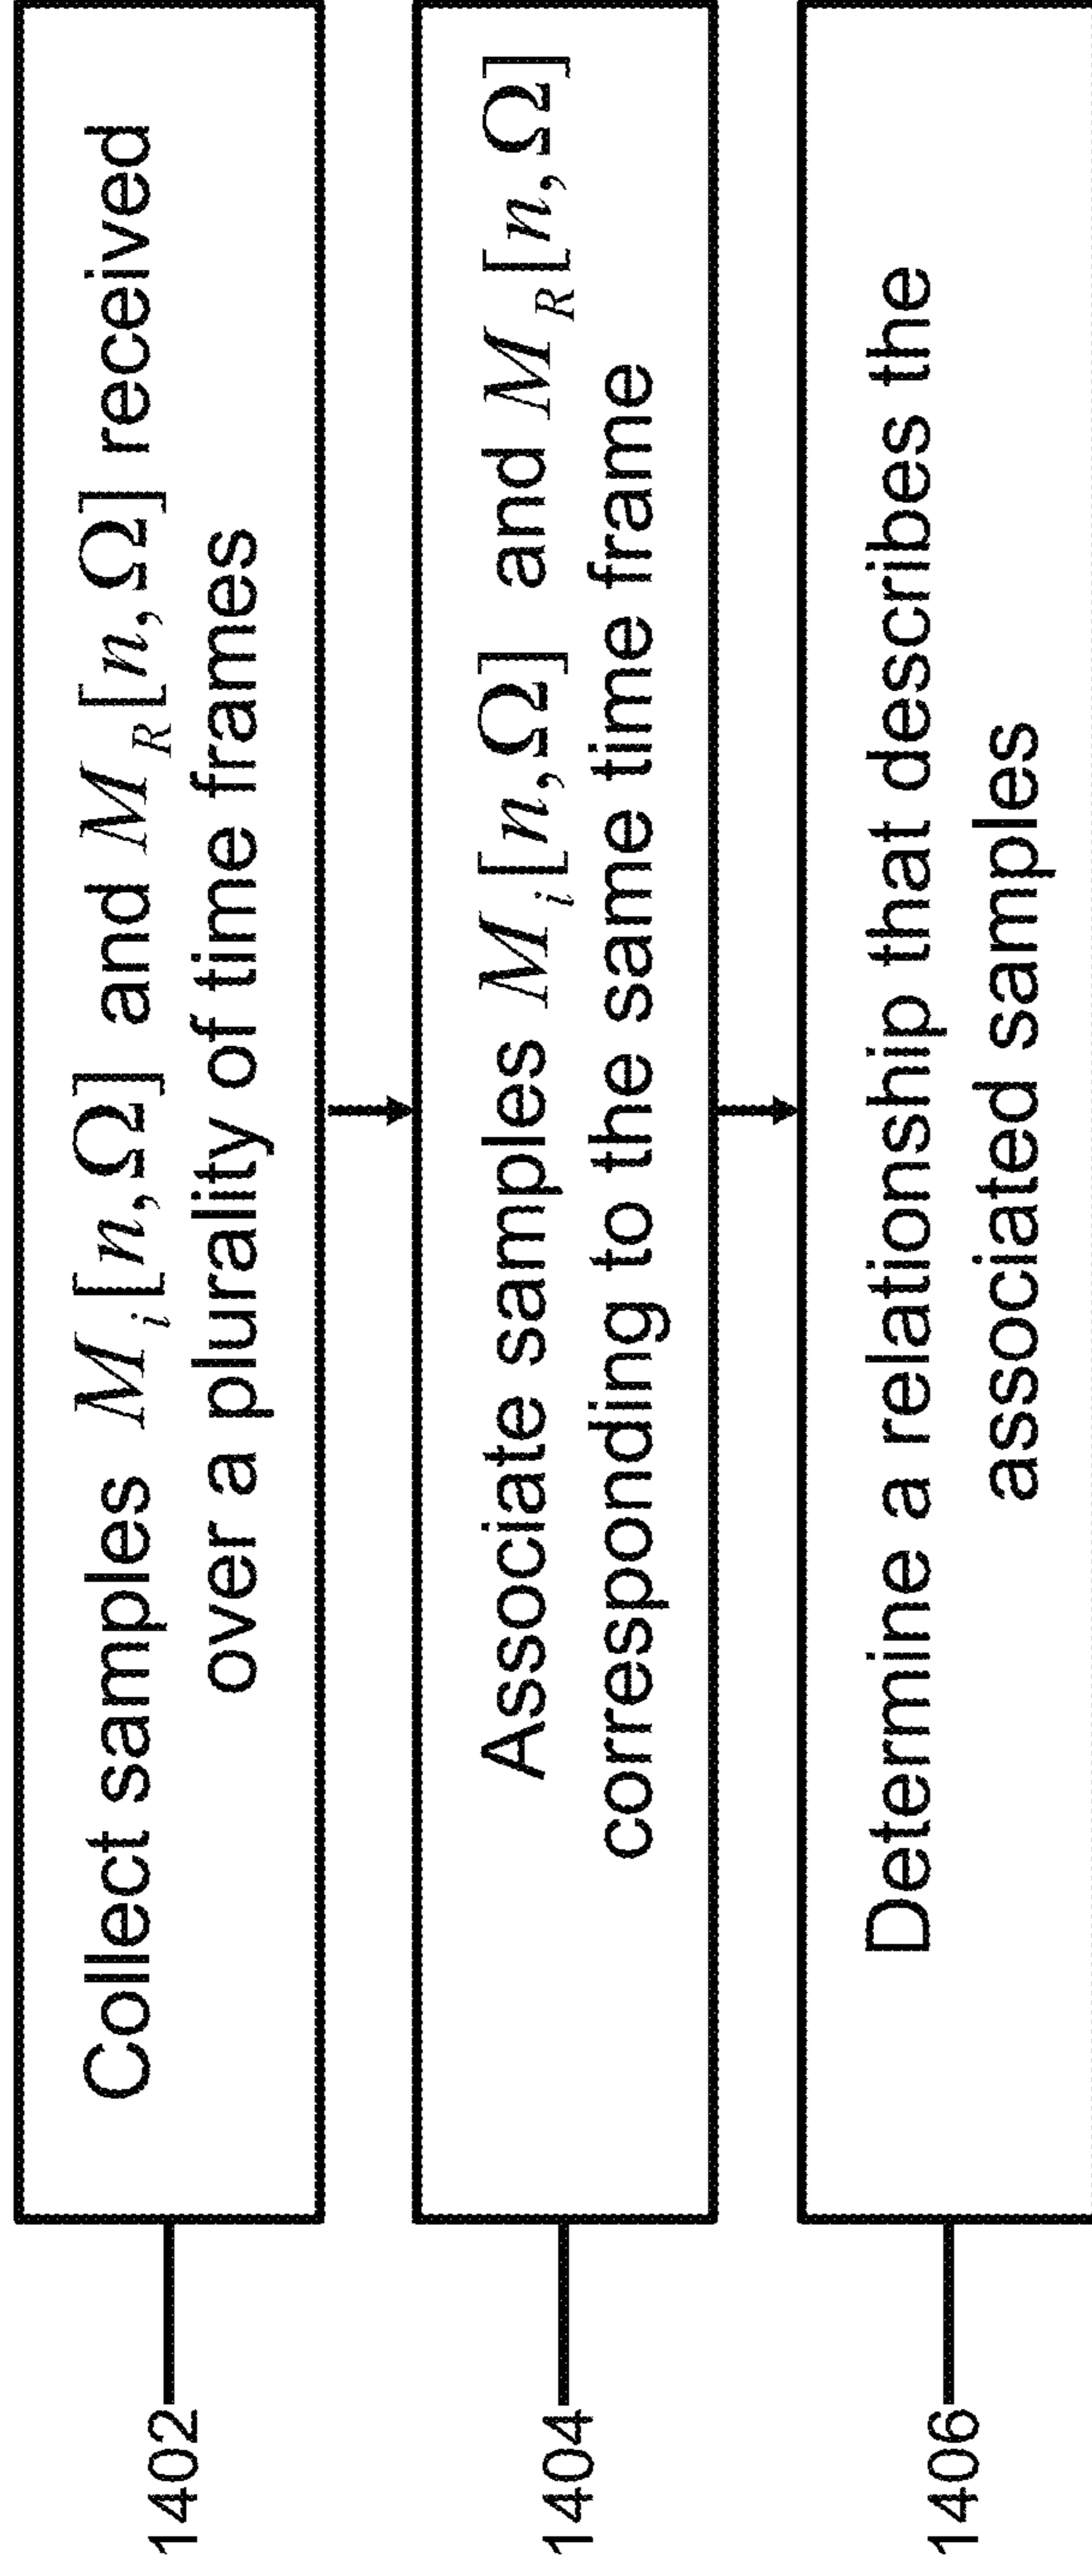 1402
Collect samples M_i[n,Ω] and M_R[n,Ω] received
over a plurality of time frames
1404
Associate samples M_i[n,Ω] and M_R[n,Ω]
corresponding to the same time frame
1406
Determine a relationship that describes the
associated samples